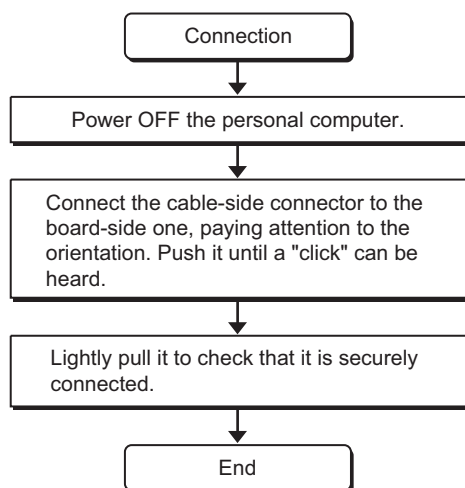 Connection
Power OFF the personal computer.
Connect the cable-side connector to the
board-side one, paying attention to the
orientation. Push it until a "click" can be
heard.
Lightly pull it to check that it is securely
connected.
End